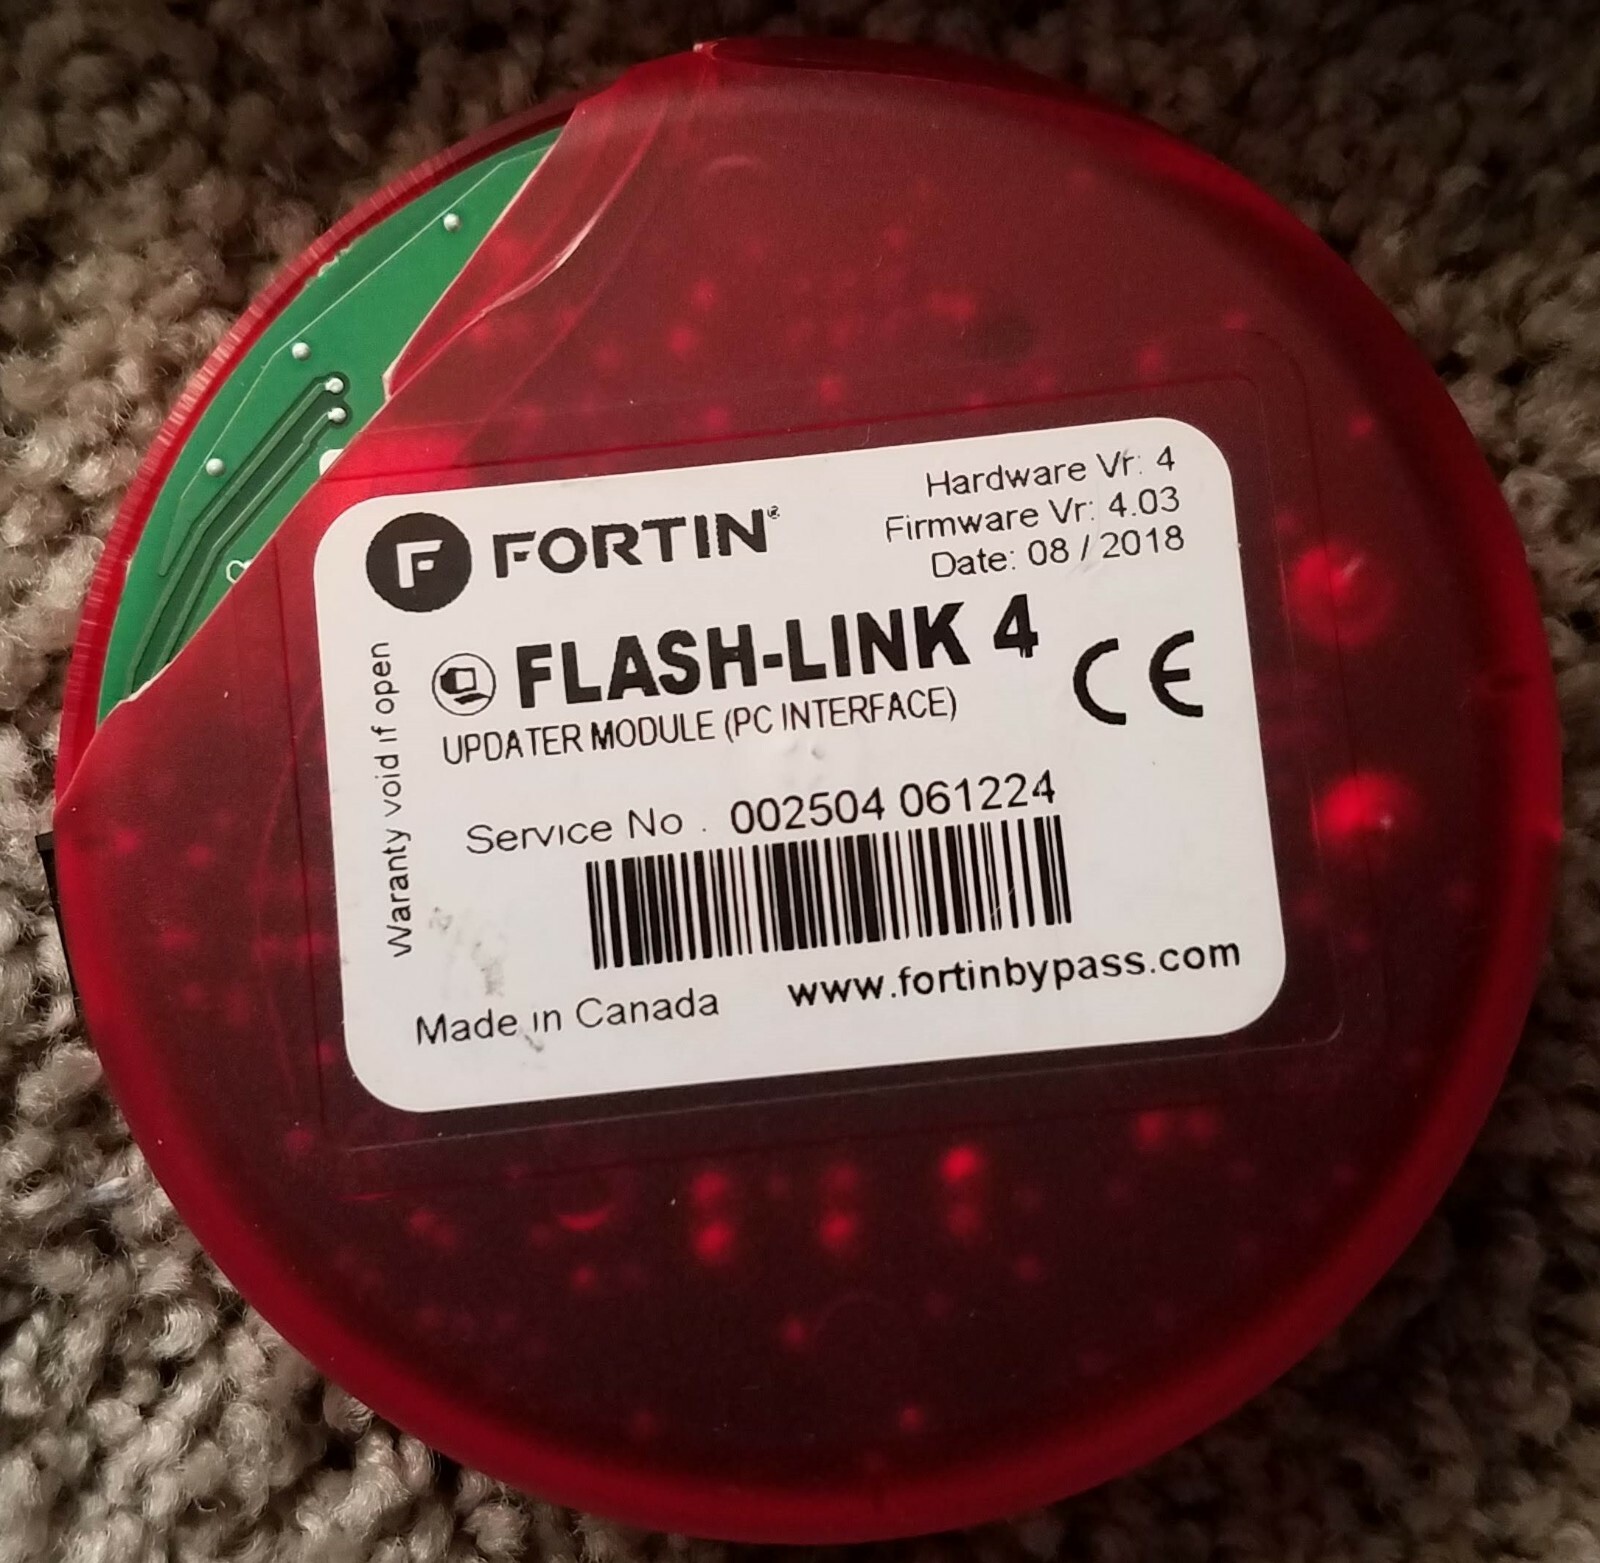 FORTIN®
Hardware Vr: 4
Firmware Vr: 4.03
Date: 08 / 2018
FLASH-LINK 4
UPDATER MODULE (PC INTERFACE)
CE
Service No . 002504 061224
Made in Canada
www.fortinbypass.com
Waranty void if open